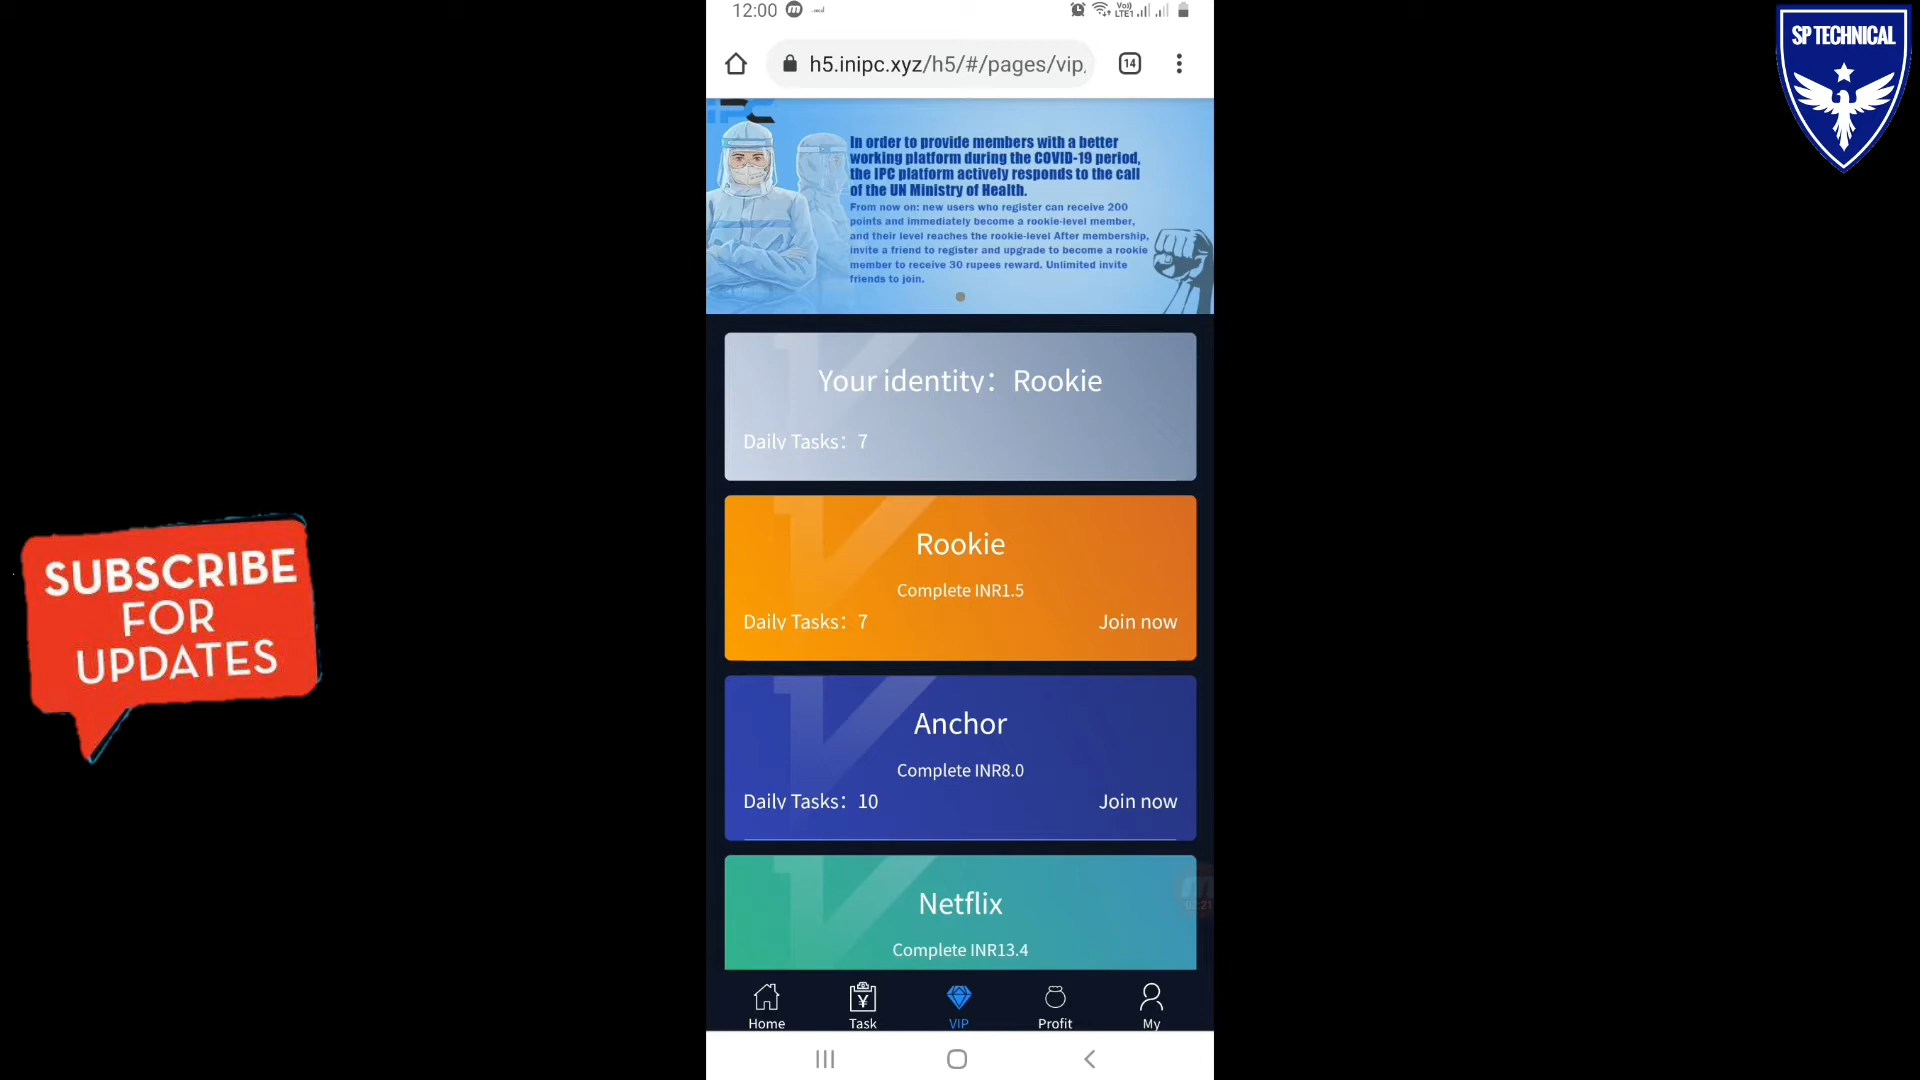 12:00
VoJ)
LTE1
SP TECHNICAL
h5.inipc.xyz/h5/#/pages/vip,
14
IPC
In order to provide members with a better
working platform during the COVID-19 period,
the IPC platform actively responds to the call
of the UN Ministry of Health.
From now on: new users who register can receive 200
points and immediately become a rookie-level member,
and their level reaches the rookie-level After membership,
invite a friend to register and upgrade to become a rookie
member to receive 30 rupees reward. Unlimited invite
friends to join.
Your identity：Rookie
Daily Tasks：7
Rookie
Complete INR1.5
Daily Tasks：7
Join now
Anchor
Complete INR8.0
Daily Tasks：10
Join now
Netflix
Complete INR13.4
Home
Task
VIP
Profit
My
SUBSCRIBE
FOR
UPDATES